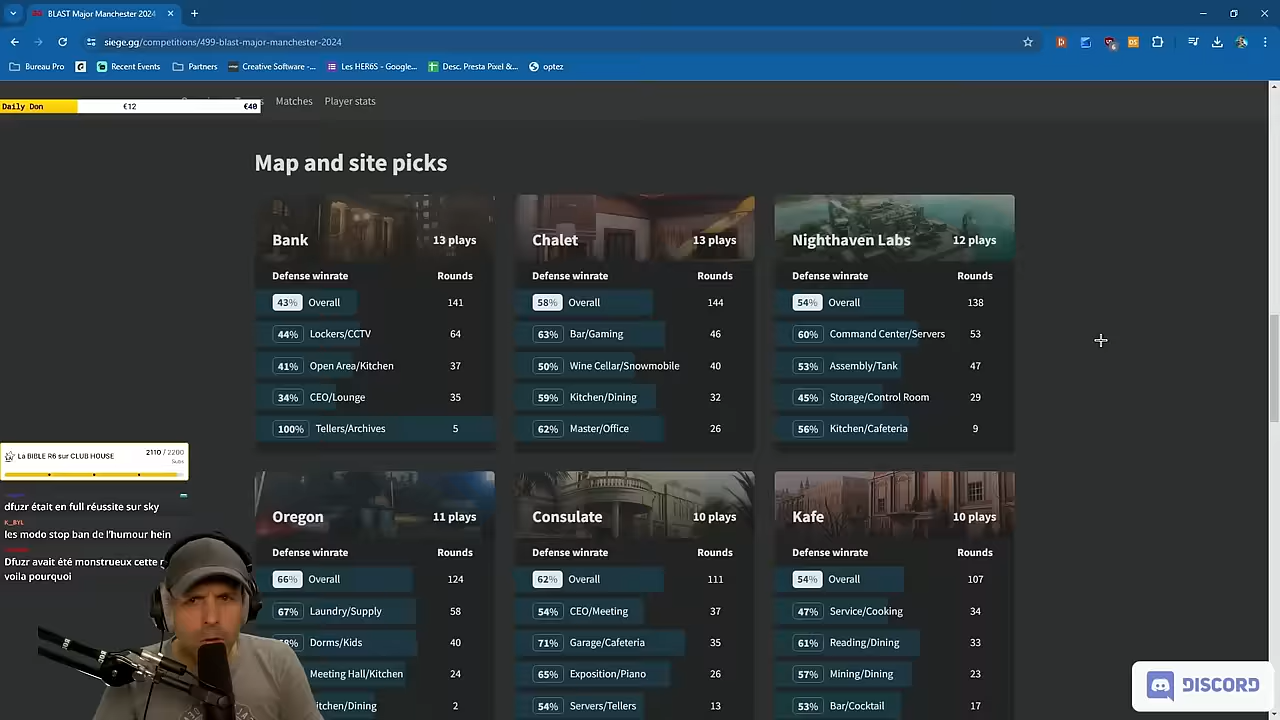 BLAST Major Manchester 2024
siege.gg/competitions/499-blast-major-manchester-2024
Bureau Pro
Recent Events
Partners
Creative Software -...
Les HER6S - Google...
Desc. Presta Pixel &...
optez
Daily Don €12 €40
Matches Player stats
Map and site picks
Bank 13 plays
Defense winrate Rounds
43% Overall 141
44% Lockers/CCTV 64
41% Open Area/Kitchen 37
34% CEO/Lounge 35
100% Tellers/Archives 5
Chalet 13 plays
Defense winrate Rounds
58% Overall 144
63% Bar/Gaming 46
50% Wine Cellar/Snowmobile 40
59% Kitchen/Dining 32
62% Master/Office 26
Nighthaven Labs 12 plays
Defense winrate Rounds
54% Overall 138
60% Command Center/Servers 53
53% Assembly/Tank 47
45% Storage/Control Room 29
56% Kitchen/Cafeteria 9
Oregon 11 plays
Defense winrate Rounds
66% Overall 124
67% Laundry/Supply 58
Dorms/Kids 40
Meeting Hall/Kitchen 24
/Dining 2
Consulate 10 plays
Defense winrate Rounds
62% Overall 111
54% CEO/Meeting 37
71% Garage/Cafeteria 35
65% Exposition/Piano 26
54% Servers/Tellers 13
Kafe 10 plays
Defense winrate Rounds
54% Overall 107
47% Service/Cooking 34
61% Reading/Dining 33
57% Mining/Dining 23
53% Bar/Cocktail 17
La BIBLE R6 sur CLUB HOUSE 2110 / 2200
Subs
dfuzr était en full réussite sur sky
K_BYL
les modo stop ban de l'humour hein
Dfuzr avait été monstrueux cette
voilà pourquoi
DISCORD